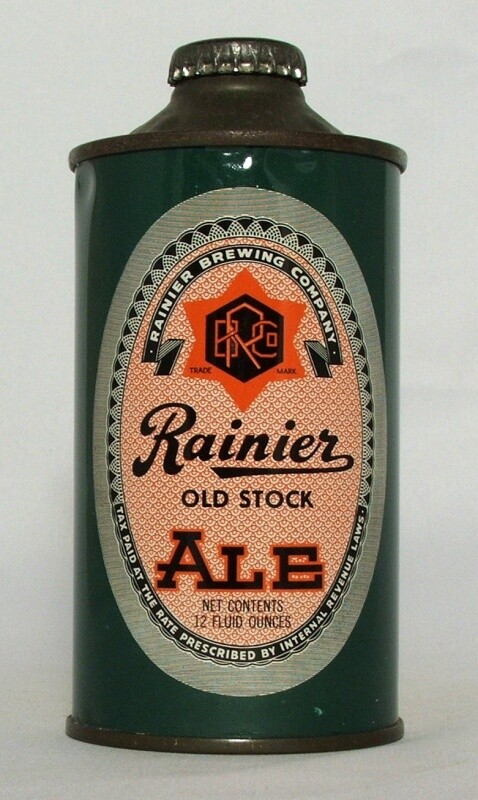 RAINIER BREWING COMPANY
RBCo
TRADE MARK
Rainier
OLD STOCK
ALE
NET CONTENTS
12 FLUID OUNCES
TAX PAID AT THE RATE PRESCRIBED BY INTERNAL REVENUE LAWS